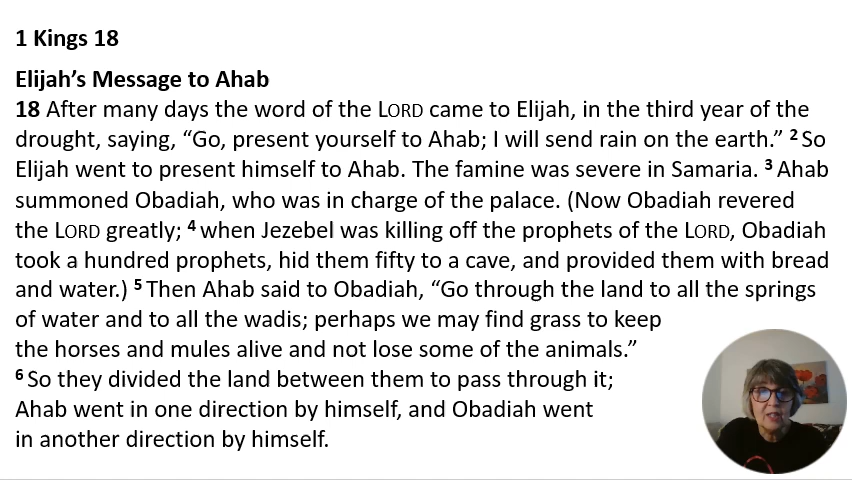 1 Kings 18
Elijah’s Message to Ahab
18 After many days the word of the LORD came to Elijah, in the third year of the
drought, saying, “Go, present yourself to Ahab; I will send rain on the earth.” 2 So
Elijah went to present himself to Ahab. The famine was severe in Samaria. 3 Ahab
summoned Obadiah, who was in charge of the palace. (Now Obadiah revered
the LORD greatly; 4 when Jezebel was killing off the prophets of the LORD, Obadiah
took a hundred prophets, hid them fifty to a cave, and provided them with bread
and water.) 5 Then Ahab said to Obadiah, “Go through the land to all the springs
of water and to all the wadis; perhaps we may find grass to keep
the horses and mules alive and not lose some of the animals.”
6 So they divided the land between them to pass through it;
Ahab went in one direction by himself, and Obadiah went
in another direction by himself.